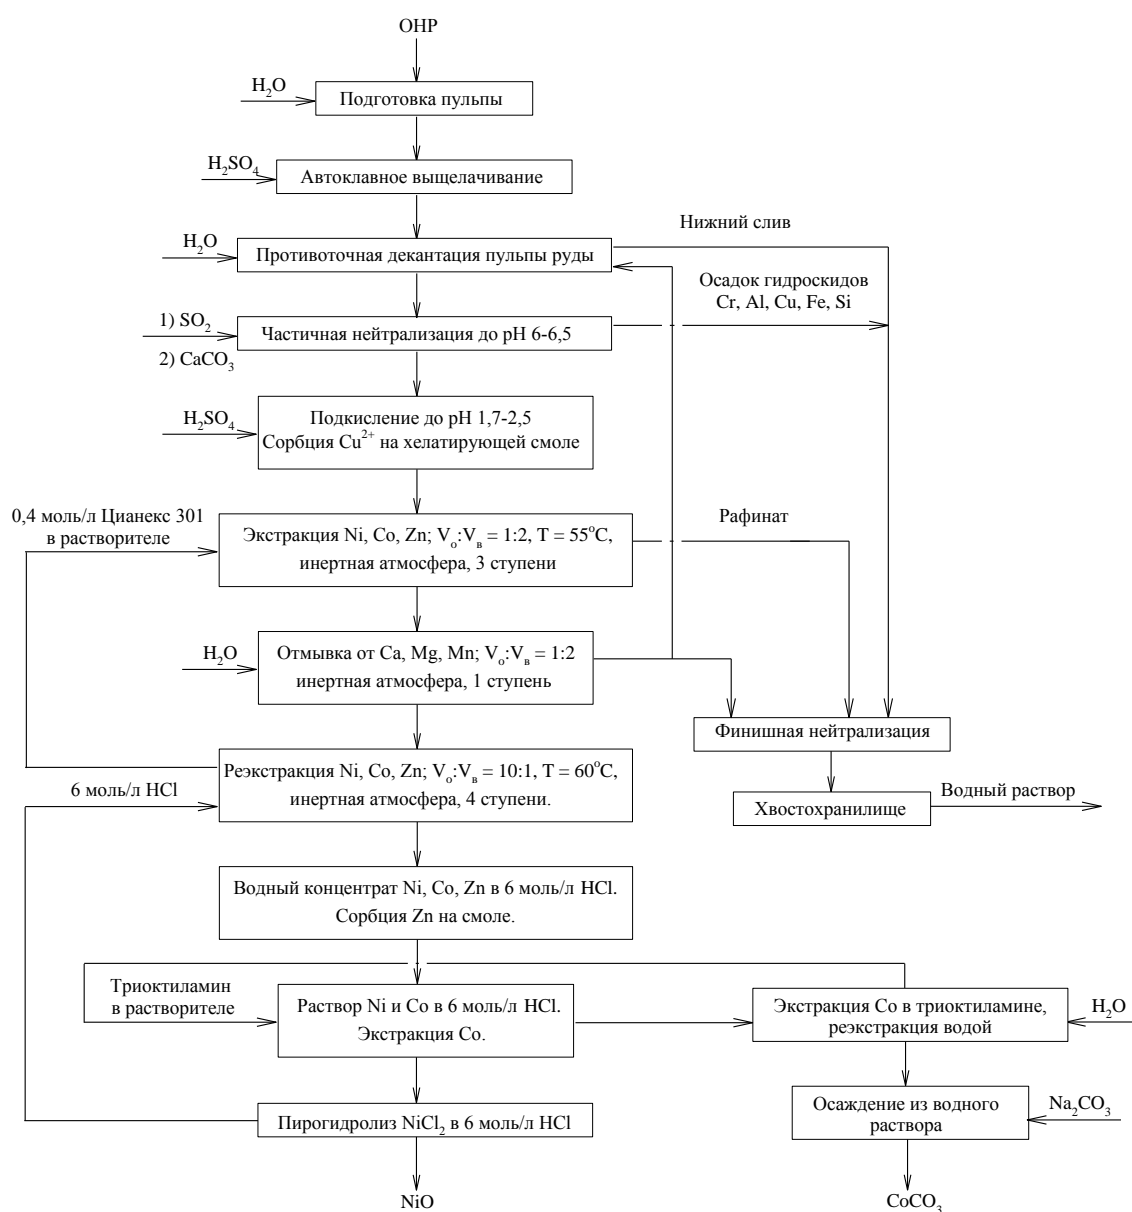 ОНР
H₂O
Подготовка пульпы
H₂SO₄
Автоклавное выщелачивание
Нижний слив
H₂O
Противоточная декантация пульпы руды
Осадок гидроскидов
Cr, Al, Cu, Fe, Si
1) SO₂
Частичная нейтрализация до pH 6-6,5
2) CaCO₃
H₂SO₄
Подкисление до pH 1,7-2,5
Сорбция Cu²⁺ на хелатирующей смоле
0,4 моль/л Цианекс 301
в растворителе
Рафинат
Экстракция Ni, Co, Zn; Vₒ:Vв = 1:2, T = 55°C,
инертная атмосфера, 3 ступени
H₂O
Отмывка от Ca, Mg, Mn; Vₒ:Vв = 1:2
инертная атмосфера, 1 ступень
Финишная нейтрализация
Реэкстракция Ni, Co, Zn; Vₒ:Vв = 10:1, T = 60°C,
инертная атмосфера, 4 ступени.
6 моль/л HCl
Хвостохранилище
Водный раствор
Водный концентрат Ni, Co, Zn в 6 моль/л HCl.
Сорбция Zn на смоле.
Триоктиламин
в растворителе
Раствор Ni и Co в 6 моль/л HCl.
Экстракция Co.
Экстракция Co в триоктиламине,
реэкстракция водой
H₂O
Пирогидролиз NiCl₂ в 6 моль/л HCl
Осаждение из водного
раствора
Na₂CO₃
NiO
CoCO₃